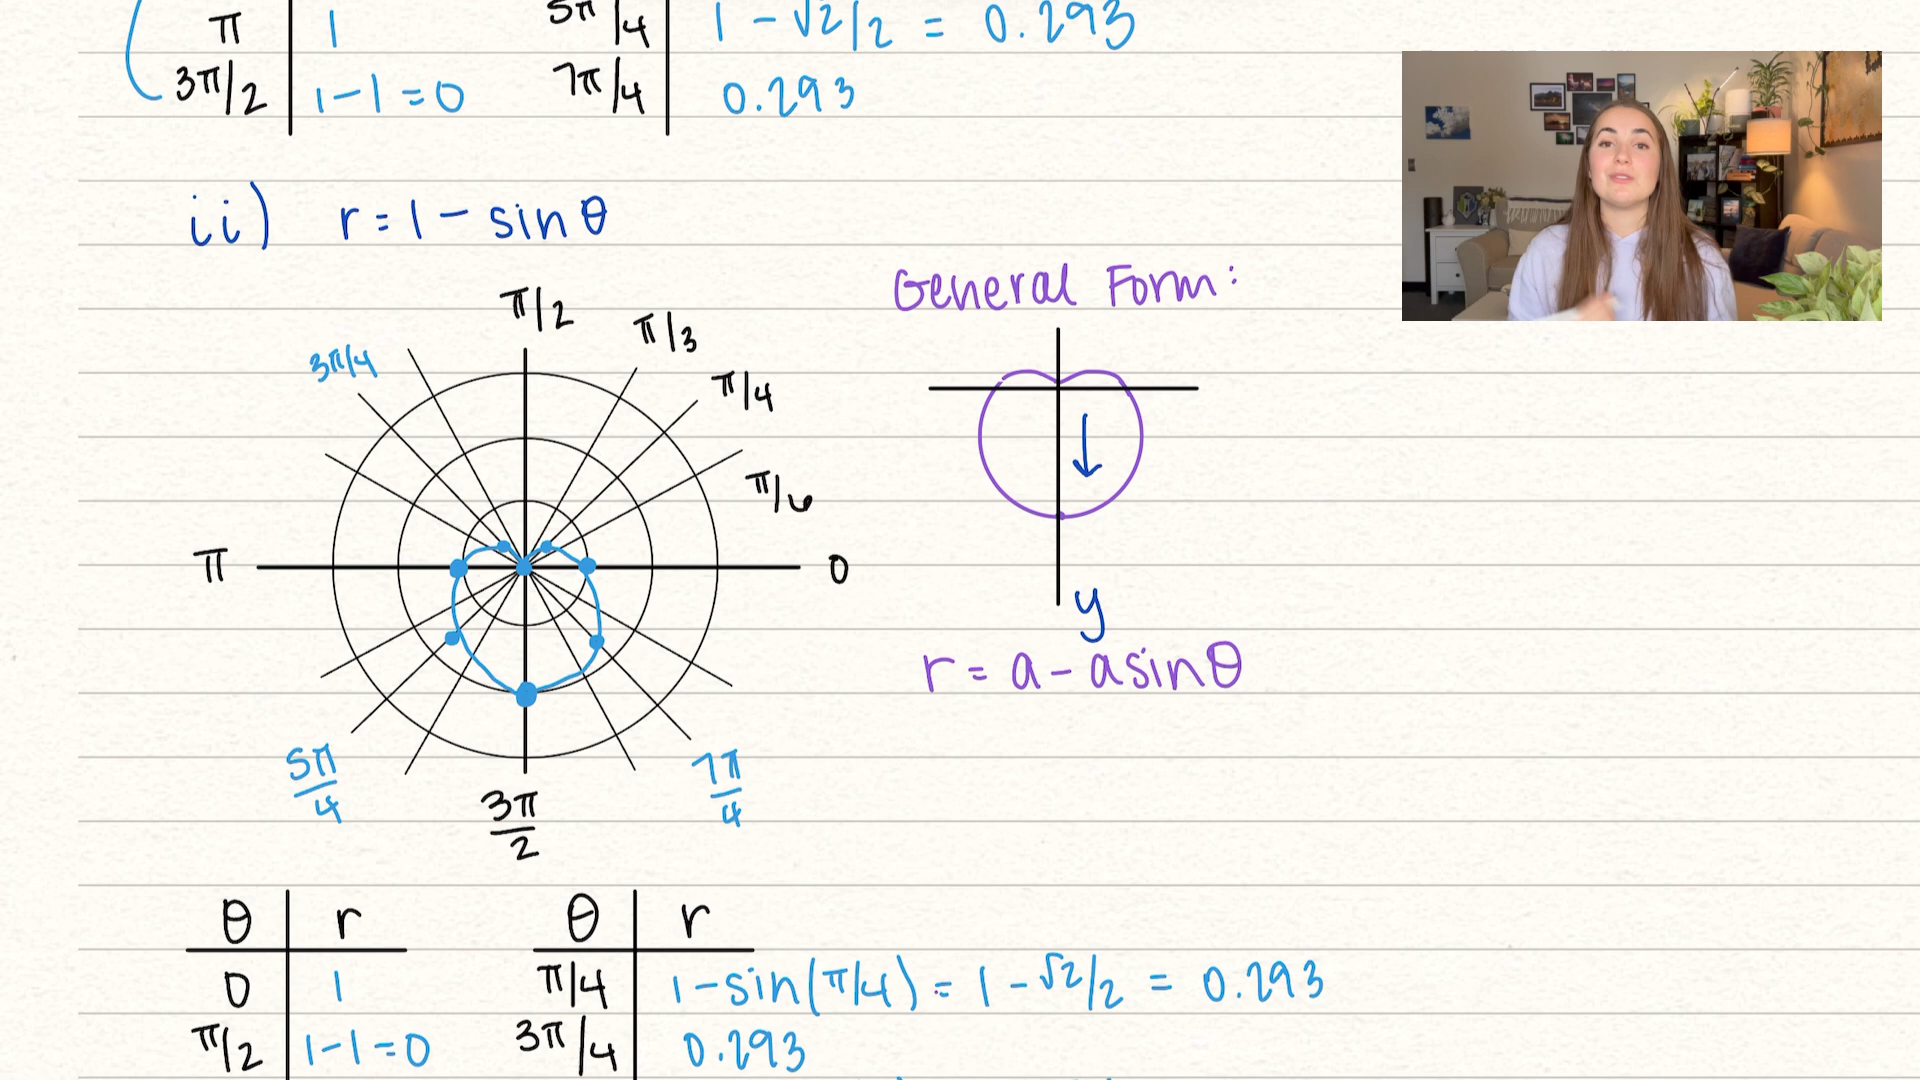 π 1 5π/4 1 - √2/2 = 0.293
3π/2 1-1=0 7π/4 0.293
ii) r=1- sinθ
General Form:
π/2
π/3
3π/4
π/4
π/6
π
0
y
r= a- asinθ
5π/4
7π/4
3π/2
θ r θ r
0 1 π/4 1-sin(π/4)= 1-√2/2 = 0.293
π/2 1-1=0 3π/4 0.293